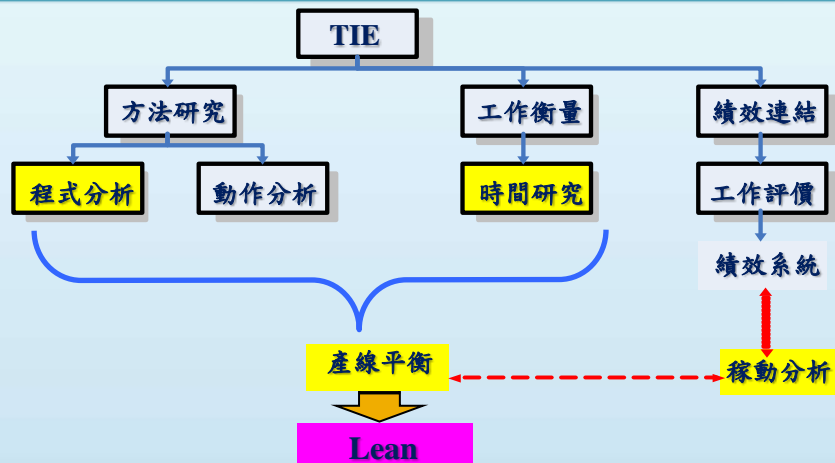 TIE
方法研究
工作衡量
績效連結
程式分析
動作分析
時間研究
工作評價
績效系統
產線平衡
稼動分析
Lean